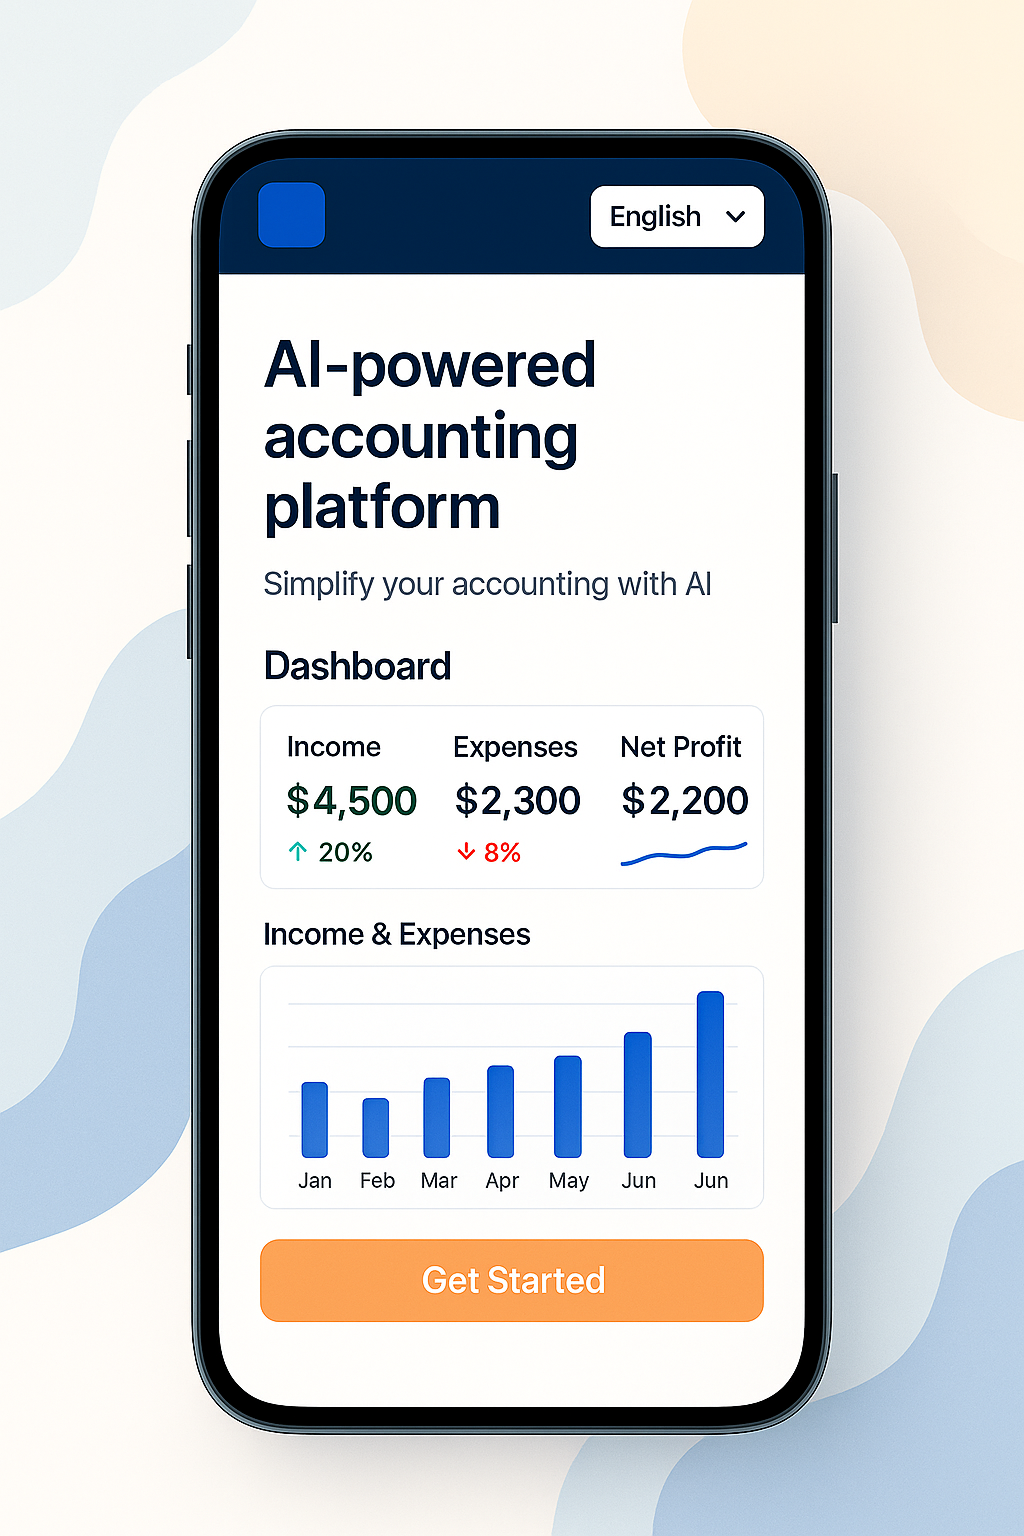 English
AI-powered
accounting
platform
Simplify your accounting with AI
Dashboard
Income Expenses Net Profit
$4,500 $2,300 $2,200
↑ 20% ↓ 8%
Income & Expenses
Jan Feb Mar Apr May Jun Jun
Get Started